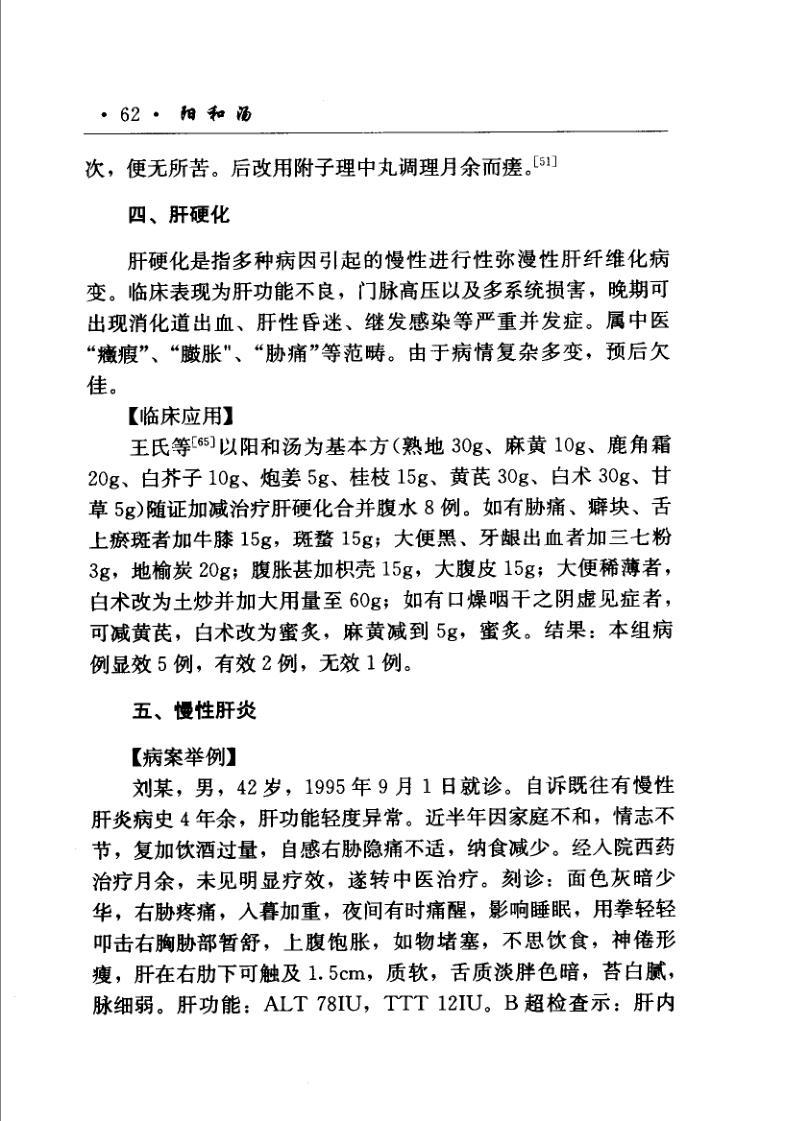 · 62 · 阳和汤
次，便无所苦。后改用附子理中丸调理月余而瘥。[51]
四、肝硬化
肝硬化是指多种病因引起的慢性进行性弥漫性肝纤维化病
变。临床表现为肝功能不良，门脉高压以及多系统损害，晚期可
出现消化道出血、肝性昏迷、继发感染等严重并发症。属中医
“癥瘕”、“臌胀"、“胁痛”等范畴。由于病情复杂多变，预后欠
佳。
【临床应用】
王氏等[65]以阳和汤为基本方(熟地 30g、麻黄 10g、鹿角霜
20g、白芥子 10g、炮姜 5g、桂枝 15g、黄芪 30g、白术 30g、甘
草 5g)随证加减治疗肝硬化合并腹水 8 例。如有胁痛、癖块、舌
上瘀斑者加牛膝 15g，斑蝥 15g；大便黑、牙龈出血者加三七粉
3g，地榆炭 20g；腹胀甚加枳壳 15g，大腹皮 15g；大便稀薄者，
白术改为土炒并加大用量至 60g；如有口燥咽干之阴虚见症者，
可减黄芪，白术改为蜜炙，麻黄减到 5g，蜜炙。结果：本组病
例显效 5 例，有效 2 例，无效 1 例。
五、慢性肝炎
【病案举例】
刘某，男，42 岁，1995 年 9 月 1 日就诊。自诉既往有慢性
肝炎病史 4 年余，肝功能轻度异常。近半年因家庭不和，情志不
节，复加饮酒过量，自感右胁隐痛不适，纳食减少。经入院西药
治疗月余，未见明显疗效，遂转中医治疗。刻诊：面色灰暗少
华，右胁疼痛，入暮加重，夜间有时痛醒，影响睡眠，用拳轻轻
叩击右胸胁部暂舒，上腹饱胀，如物堵塞，不思饮食，神倦形
瘦，肝在右肋下可触及 1.5cm，质软，舌质淡胖色暗，苔白腻，
脉细弱。肝功能：ALT 78IU，TTT 12IU。B 超检查示：肝内